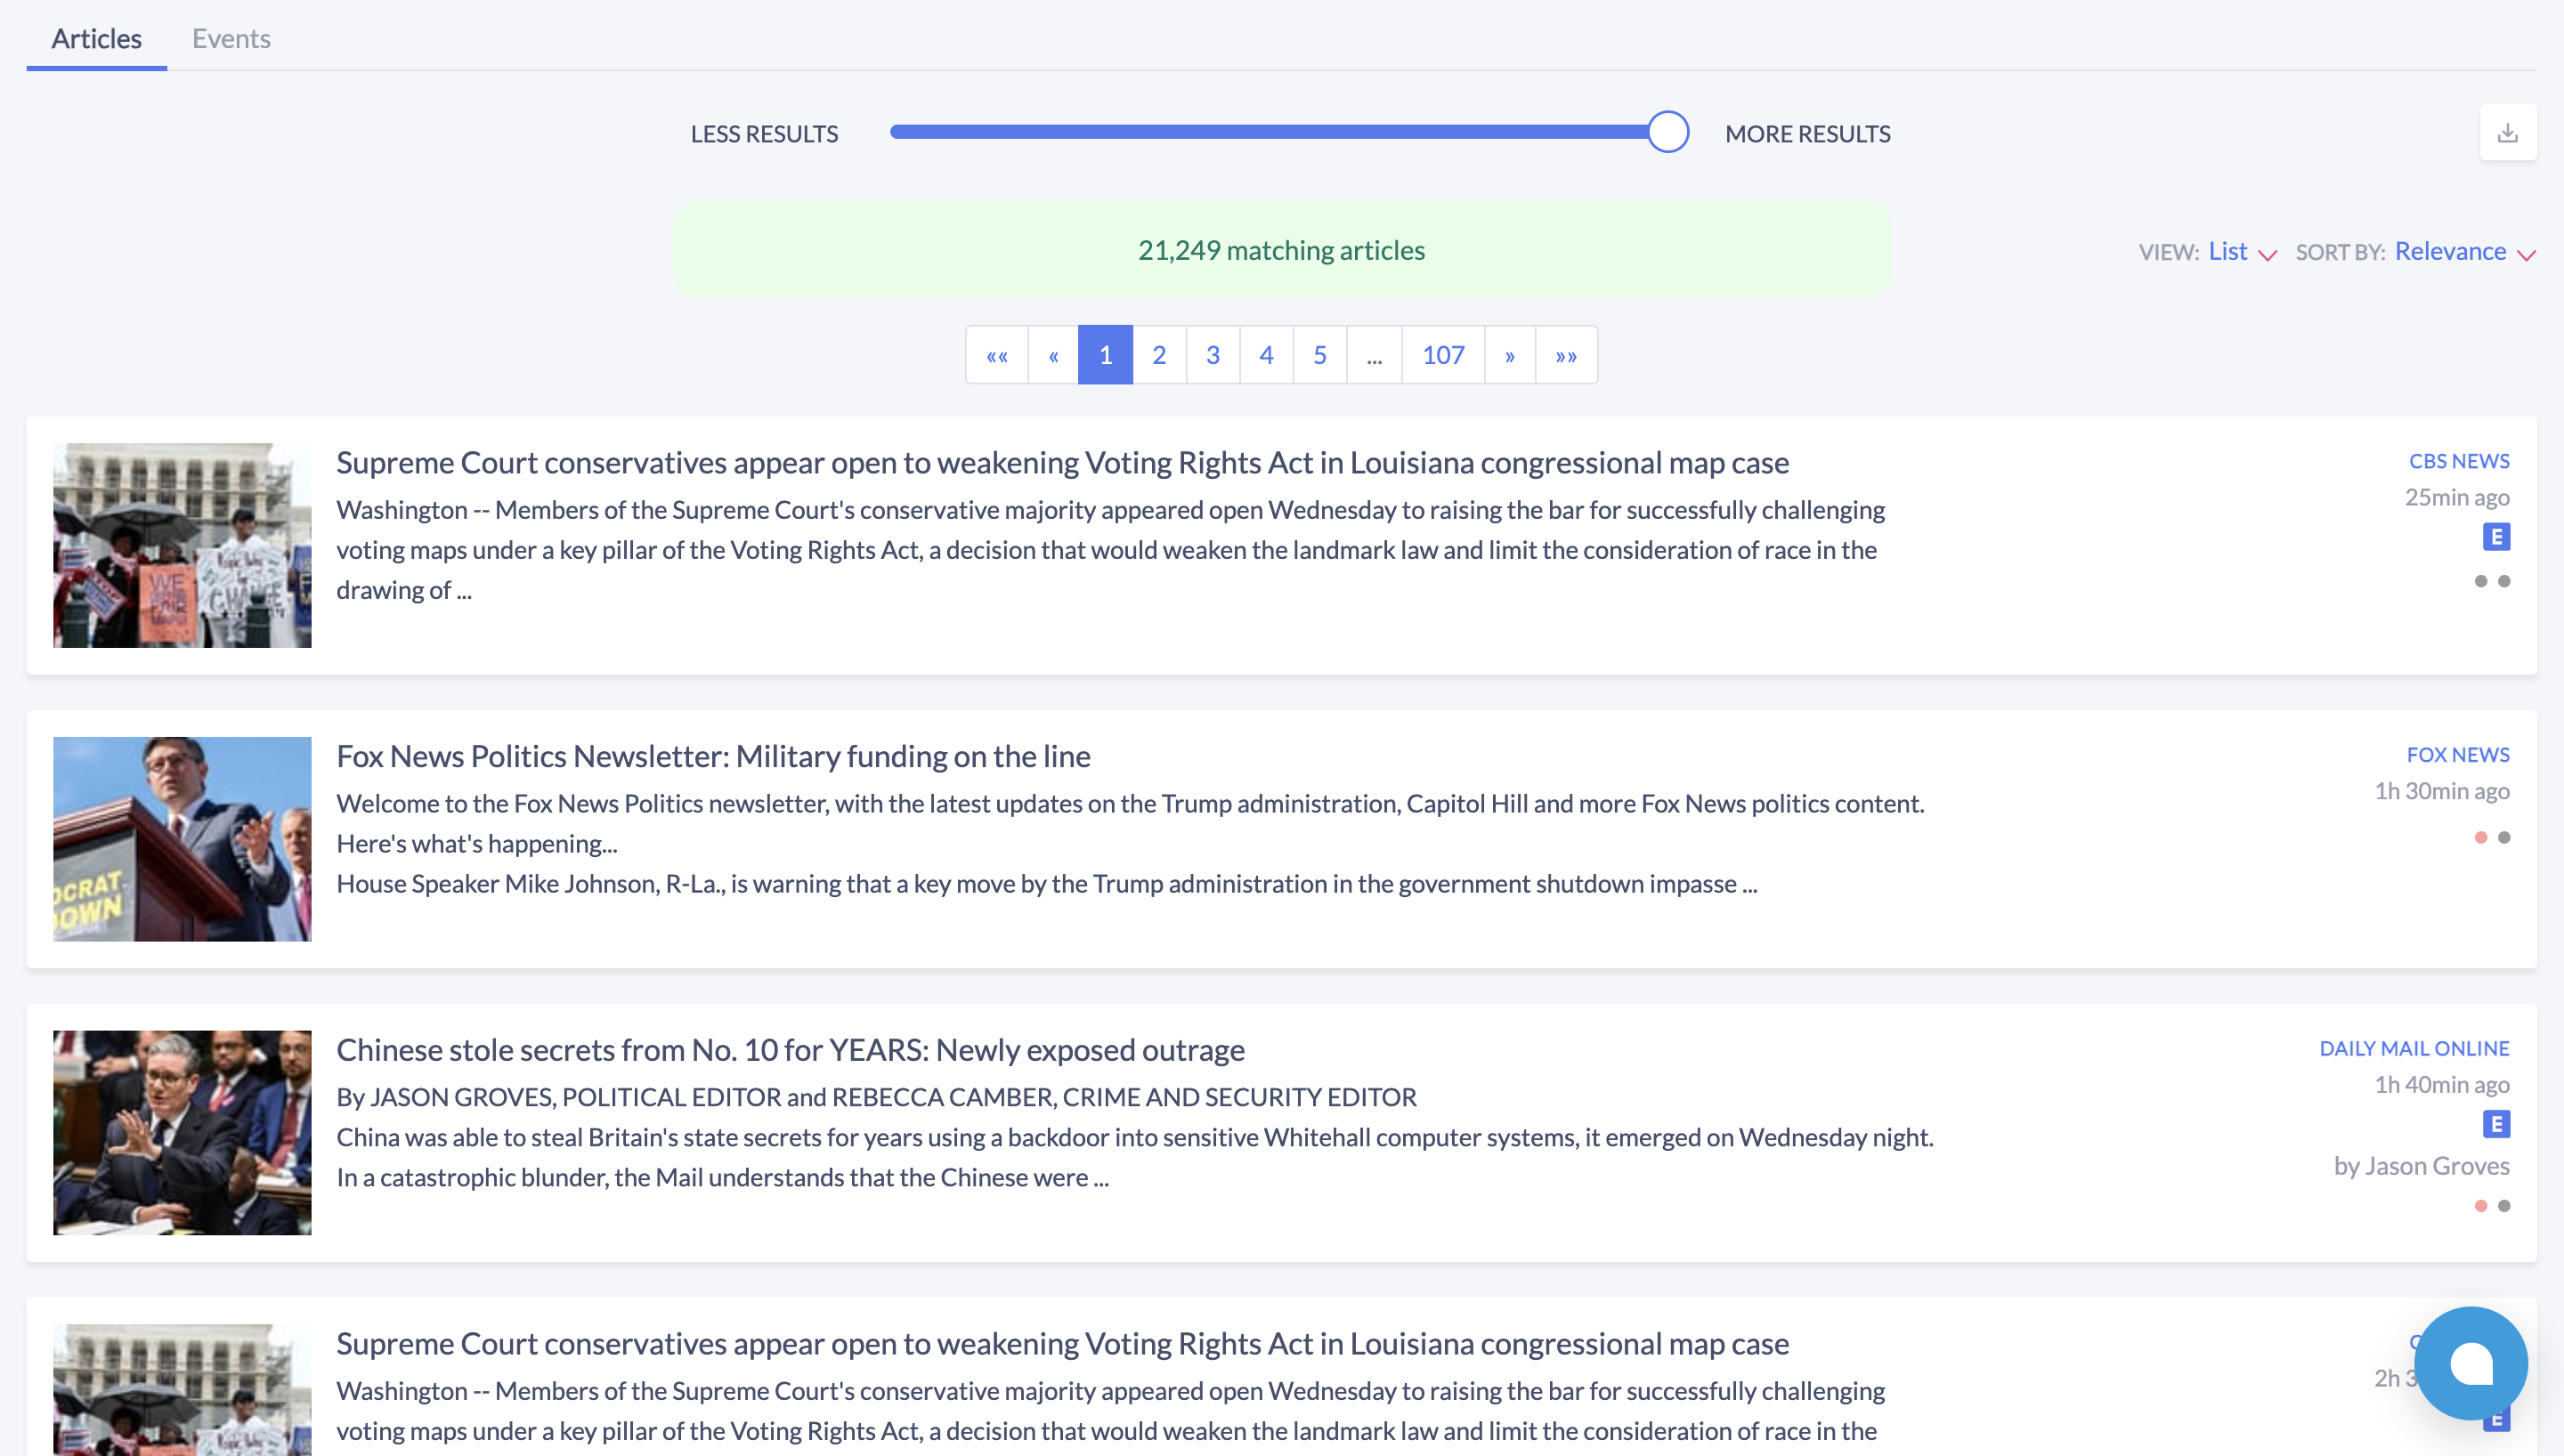 Articles
Events
LESS RESULTS
MORE RESULTS
21,249 matching articles
VIEW: List
SORT BY: Relevance
«« « 1 2 3 4 5 ... 107 » »»
Supreme Court conservatives appear open to weakening Voting Rights Act in Louisiana congressional map case
Washington -- Members of the Supreme Court's conservative majority appeared open Wednesday to raising the bar for successfully challenging
voting maps under a key pillar of the Voting Rights Act, a decision that would weaken the landmark law and limit the consideration of race in the
drawing of ...
CBS NEWS
25min ago
E
WE
FAIR
MAPS
Fox News Politics Newsletter: Military funding on the line
Welcome to the Fox News Politics newsletter, with the latest updates on the Trump administration, Capitol Hill and more Fox News politics content.
Here's what's happening...
House Speaker Mike Johnson, R-La., is warning that a key move by the Trump administration in the government shutdown impasse ...
FOX NEWS
1h 30min ago
OCRAT
DOWN
Chinese stole secrets from No. 10 for YEARS: Newly exposed outrage
By JASON GROVES, POLITICAL EDITOR and REBECCA CAMBER, CRIME AND SECURITY EDITOR
China was able to steal Britain's state secrets for years using a backdoor into sensitive Whitehall computer systems, it emerged on Wednesday night.
In a catastrophic blunder, the Mail understands that the Chinese were ...
DAILY MAIL ONLINE
1h 40min ago
E
by Jason Groves
Supreme Court conservatives appear open to weakening Voting Rights Act in Louisiana congressional map case
Washington -- Members of the Supreme Court's conservative majority appeared open Wednesday to raising the bar for successfully challenging
voting maps under a key pillar of the Voting Rights Act, a decision that would weaken the landmark law and limit the consideration of race in the
2h 3
E